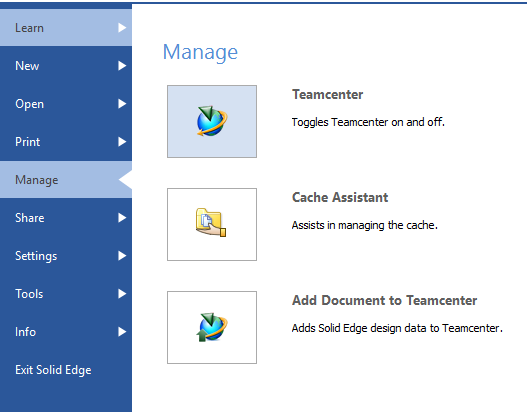 Learn
New
Open
Print
Manage
Share
Settings
Tools
Info
Exit Solid Edge
Manage
Teamcenter
Toggles Teamcenter on and off.
Cache Assistant
Assists in managing the cache.
Add Document to Teamcenter
Adds Solid Edge design data to Teamcenter.